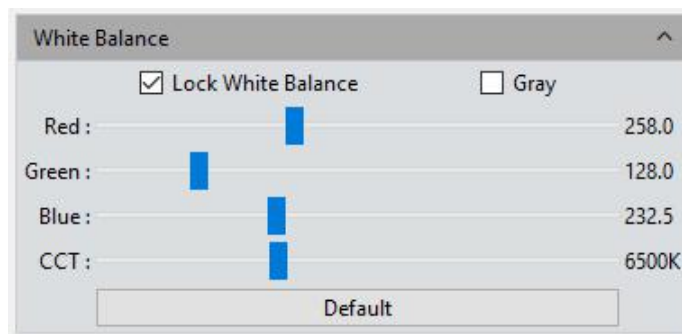 White Balance
Lock White Balance Gray
Red : 258.0
Green : 128.0
Blue : 232.5
CCT : 6500K
Default